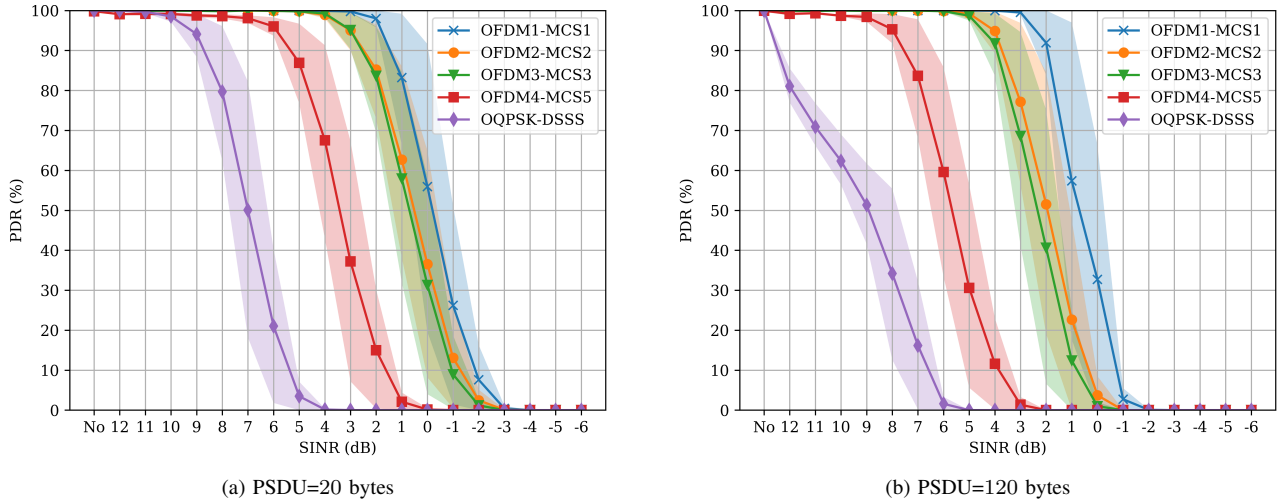 100
90
80
70
60
50
40
30
20
10
0
PDR (%)
OFDM1-MCS1
OFDM2-MCS2
OFDM3-MCS3
OFDM4-MCS5
OQPSK-DSSS
No 12 11 10 9 8 7 6 5 4 3 2 1 0 -1 -2 -3 -4 -5 -6
SINR (dB)
(a) PSDU=20 bytes
100
90
80
70
60
50
40
30
20
10
0
PDR (%)
OFDM1-MCS1
OFDM2-MCS2
OFDM3-MCS3
OFDM4-MCS5
OQPSK-DSSS
No 12 11 10 9 8 7 6 5 4 3 2 1 0 -1 -2 -3 -4 -5 -6
SINR (dB)
(b) PSDU=120 bytes